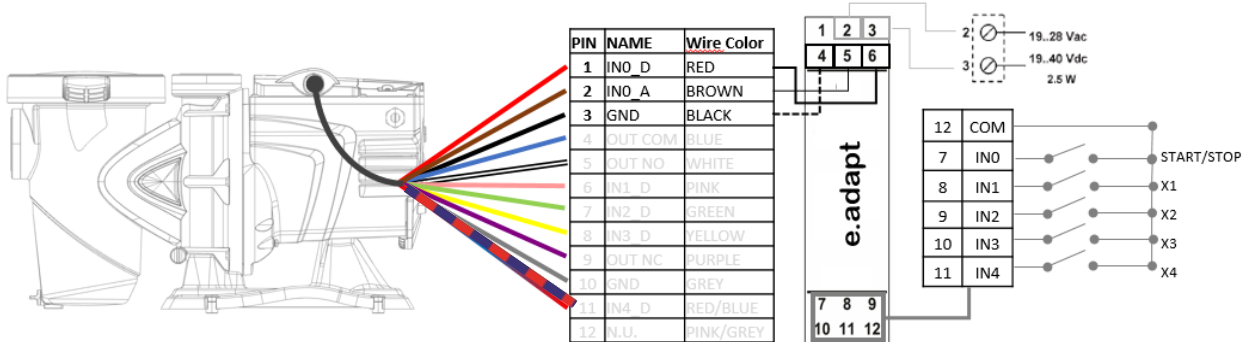 PIN NAME Wire Color
1 IN0_D RED
2 IN0_A BROWN
3 GND BLACK
4 OUT COM BLUE
5 OUT NO WHITE
6 IN1_D PINK
7 IN2_D GREEN
8 IN3_D YELLOW
9 OUT NC PURPLE
10 GND GREY
11 IN4_D RED/BLUE
12 N.U. PINK/GREY
1 2 3
4 5 6
e.adapt
7 8 9
10 11 12
2 19..28 Vac
3 19..40 Vdc
2.5 W
12 COM
7 IN0 START/STOP
8 IN1 X1
9 IN2 X2
10 IN3 X3
11 IN4 X4